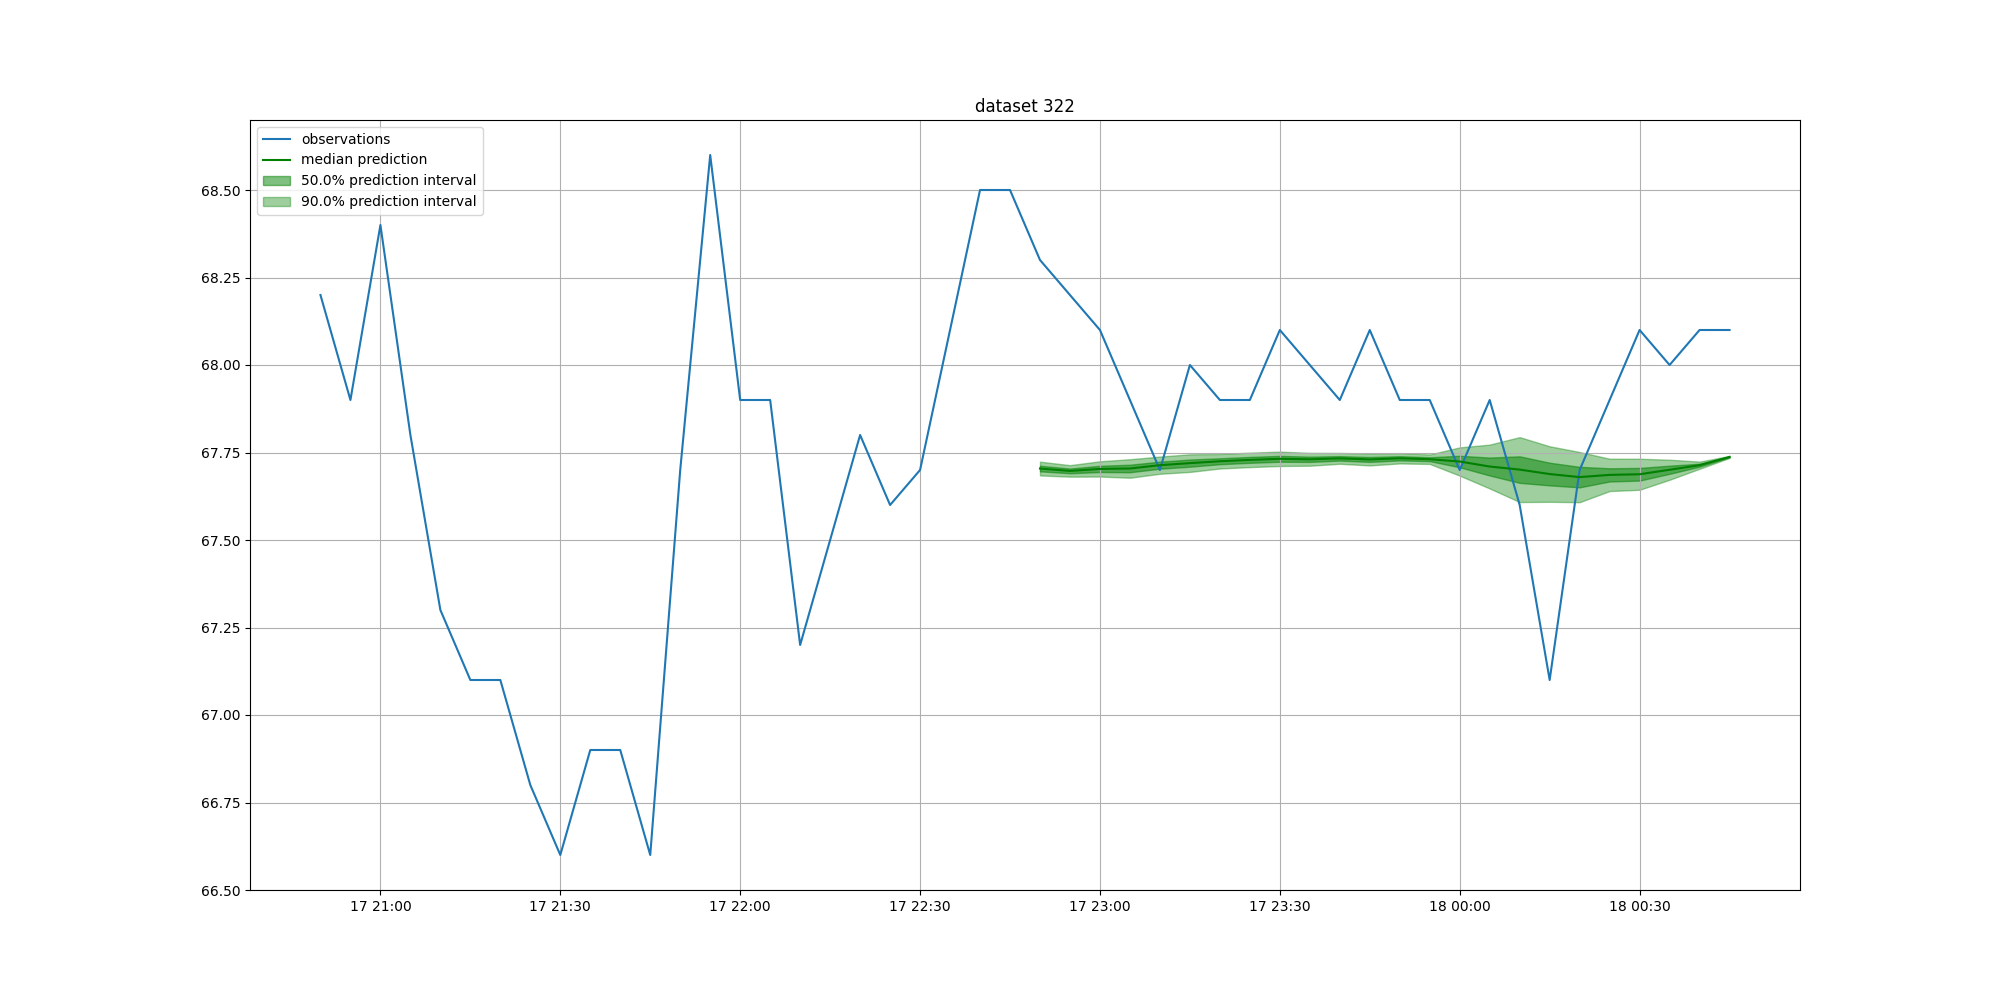 dataset 322
observations
median prediction
50.0% prediction interval
90.0% prediction interval
68.50
68.25
68.00
67.75
67.50
67.25
67.00
66.75
66.50
17 21:00 17 21:30 17 22:00 17 22:30 17 23:00 17 23:30 18 00:00 18 00:30